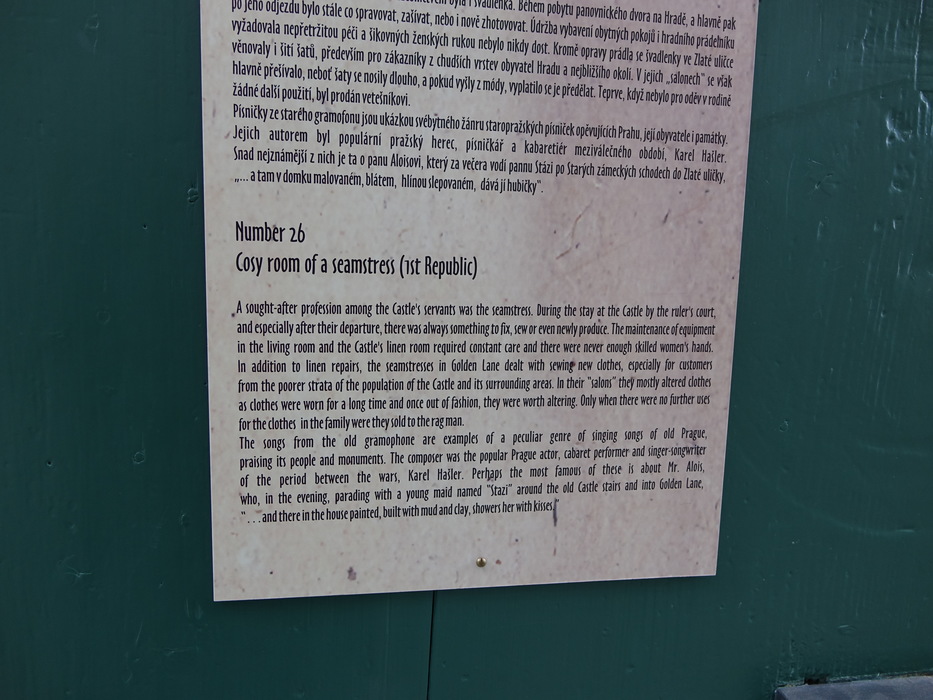 byla i švadlenka. Během pobytu panovnického dvora na Hradě, a hlavně pak
po jeho odjezdu bylo stále co spravovat, zašívat, nebo i nově zhotovovat. Údržba vybavení obytných pokojů i hradního prádelníku
vyžadovala nepřetržitou péči a šikovných ženských rukou nebylo nikdy dost. Kromě opravy prádla se švadlenky ve Zlaté uličce
věnovaly i šití šatů, především pro zákazníky z chudších vrstev obyvatel Hradu a nejbližšího okolí. V jejich „salonech" se však
hlavně přešívalo, neboť šaty se nosily dlouho, a pokud vyšly z módy, vyplatilo se je předělat. Teprve, když nebylo pro oděv v rodině
žádné další použití, byl prodán vetešníkovi.
Písničky ze starého gramofonu jsou ukázkou svébytného žánru staropražských písniček opěvujících Prahu, její obyvatele i památky.
Jejich autorem byl populární pražský herec, písničkář a kabaretiér meziválečného období, Karel Hašler.
Snad nejznámější z nich je ta o panu Aloisovi, který za večera vodí pannu Stázi po Starých zámeckých schodech do Zlaté uličky,
„... a tam v domku malovaném, blátem, hlínou slepovaném, dává jí hubičky".
Number 26
Cosy room of a seamstress (1st Republic)
A sought-after profession among the Castle's servants was the seamstress. During the stay at the Castle by the ruler's court,
and especially after their departure, there was always something to fix, sew or even newly produce. The maintenance of equipment
in the living room and the Castle's linen room required constant care and there were never enough skilled women's hands.
In addition to linen repairs, the seamstresses in Golden Lane dealt with sewing new clothes, especially for customers
from the poorer strata of the population of the Castle and its surrounding areas. In their "salons" they mostly altered clothes
as clothes were worn for a long time and once out of fashion, they were worth altering. Only when there were no further uses
for the clothes in the family were they sold to the rag man.
The songs from the old gramophone are examples of a peculiar genre of singing songs of old Prague,
praising its people and monuments. The composer was the popular Prague actor, cabaret performer and singer-songwriter
of the period between the wars, Karel Hašler. Perhaps the most famous of these is about Mr. Alois,
who, in the evening, parading with a young maid named "Stazi" around the old Castle stairs and into Golden Lane,
"...and there in the house painted, built with mud and clay, showers her with kisses."